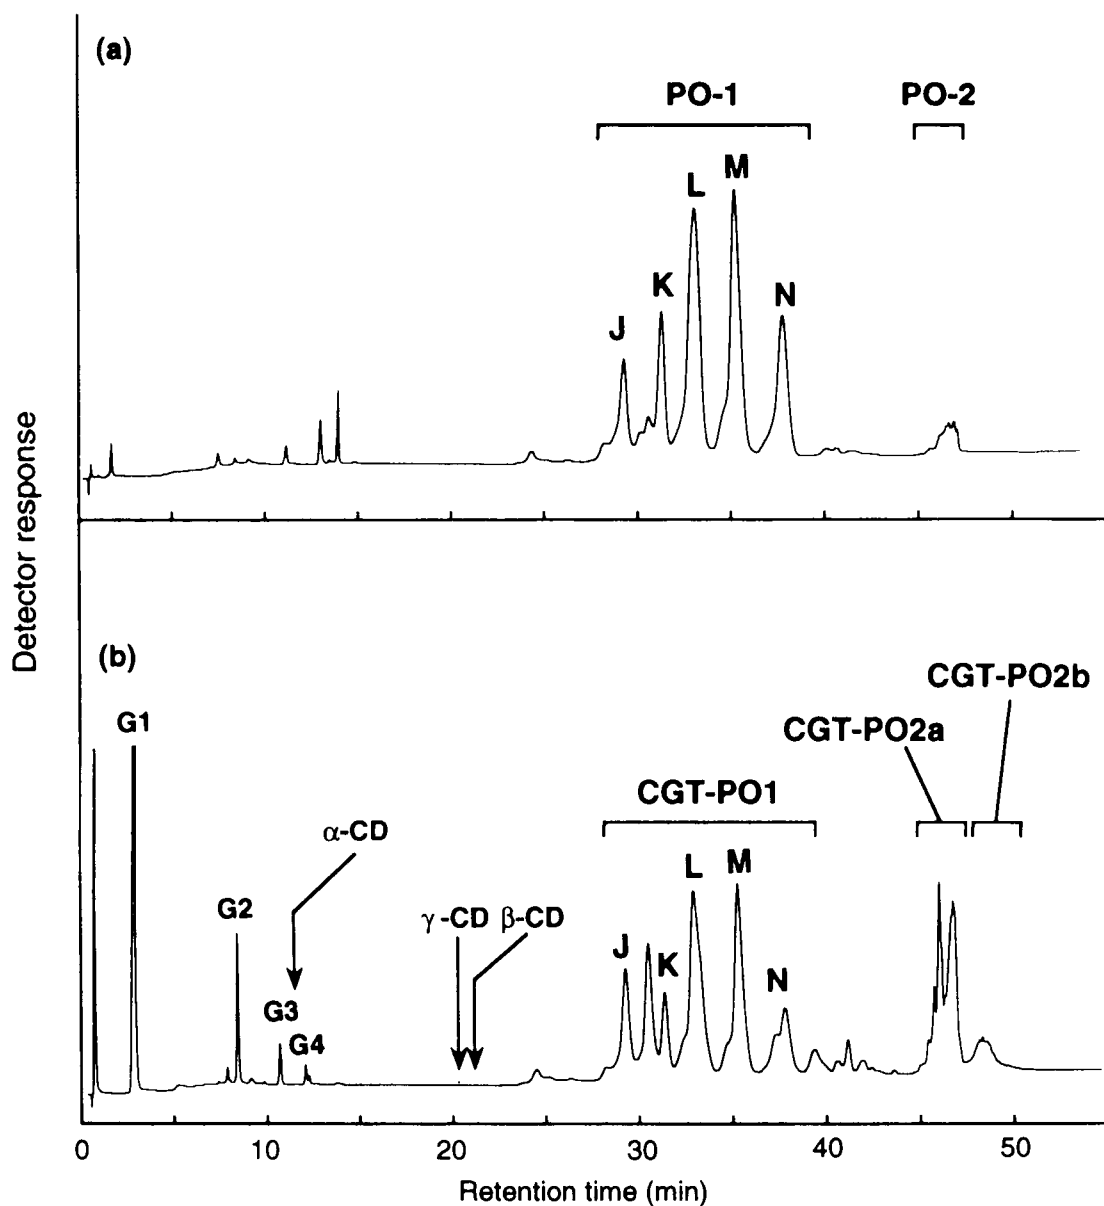 (a)
PO-1
PO-2
J
K
L
M
N
Detector response
(b)
G1
G2
G3
G4
α-CD
γ-CD
β-CD
CGT-PO1
CGT-PO2a
CGT-PO2b
J
K
L
M
N
0 10 20 30 40 50
Retention time (min)